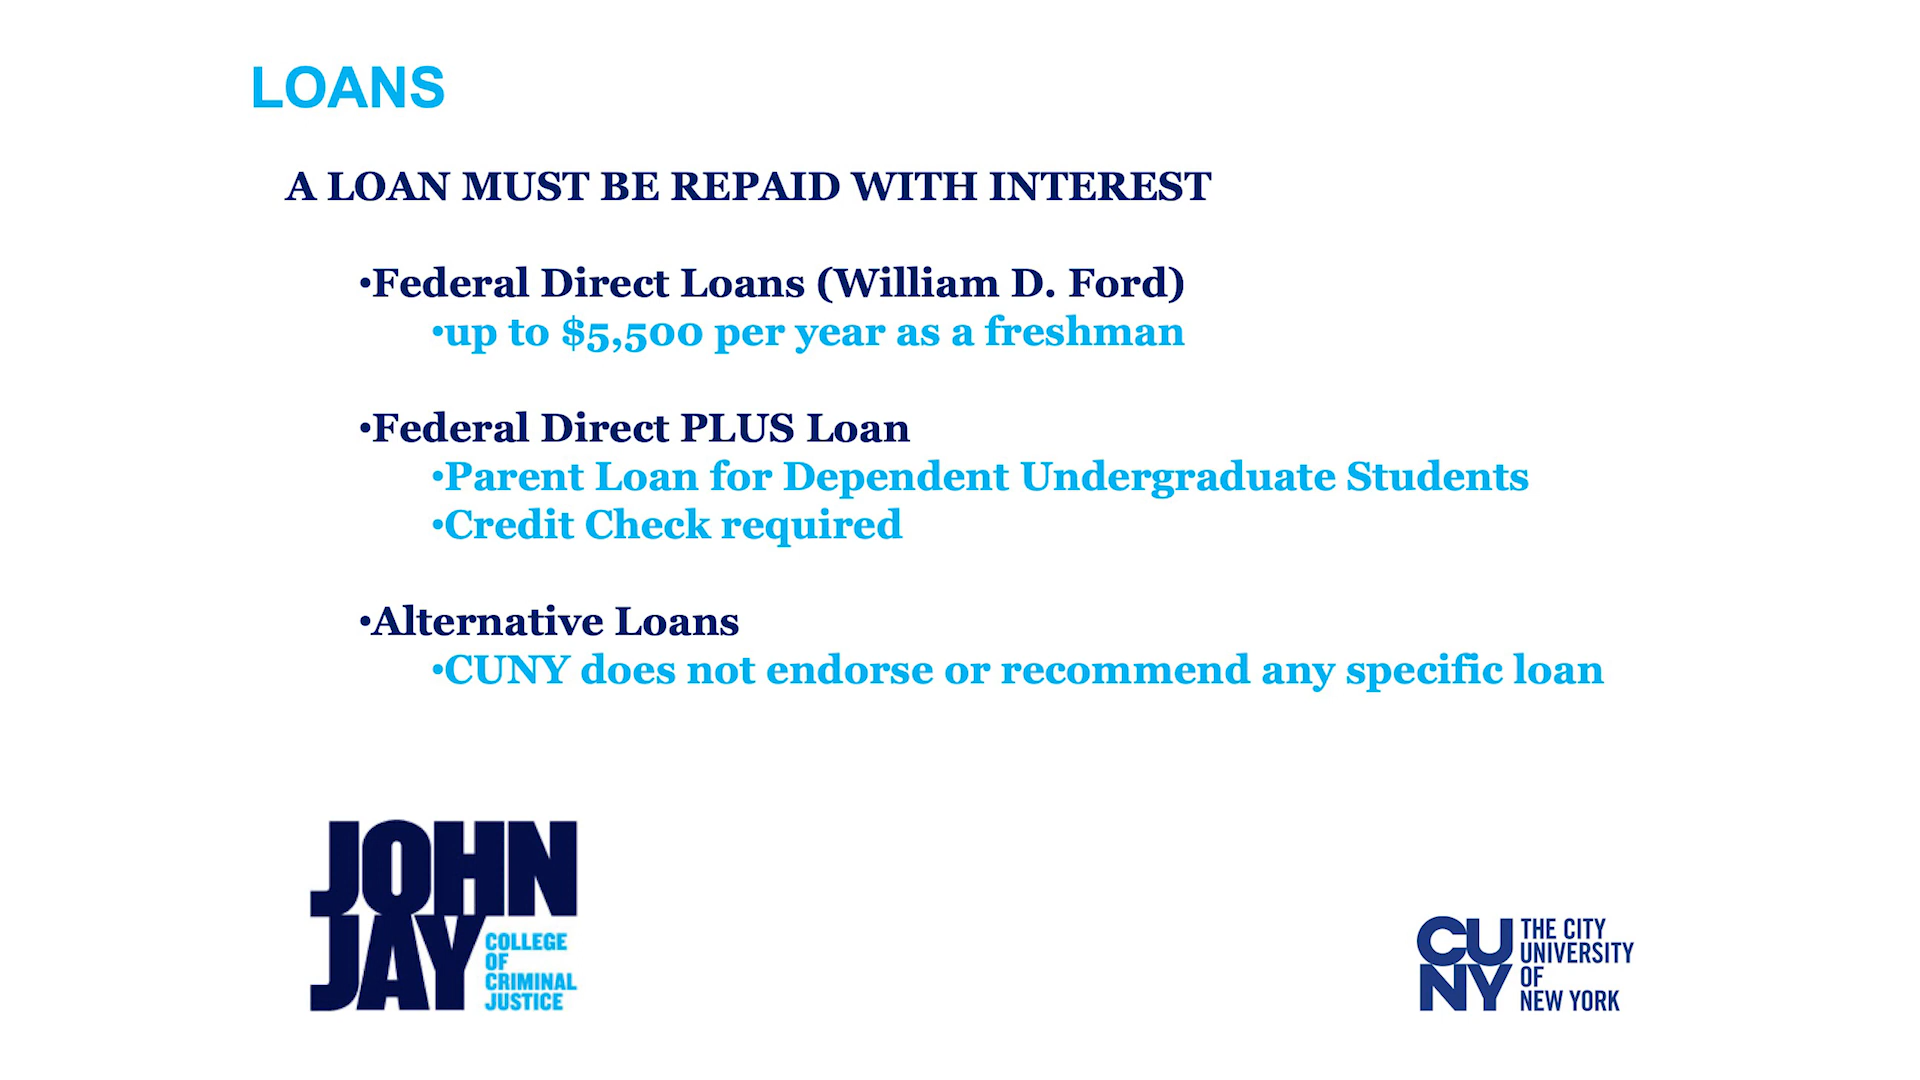 LOANS
A LOAN MUST BE REPAID WITH INTEREST
•Federal Direct Loans (William D. Ford)
•up to $5,500 per year as a freshman
•Federal Direct PLUS Loan
•Parent Loan for Dependent Undergraduate Students
•Credit Check required
•Alternative Loans
•CUNY does not endorse or recommend any specific loan
JOHN
JAY
COLLEGE
OF
CRIMINAL
JUSTICE
CU
NY
THE CITY
UNIVERSITY
OF
NEW YORK